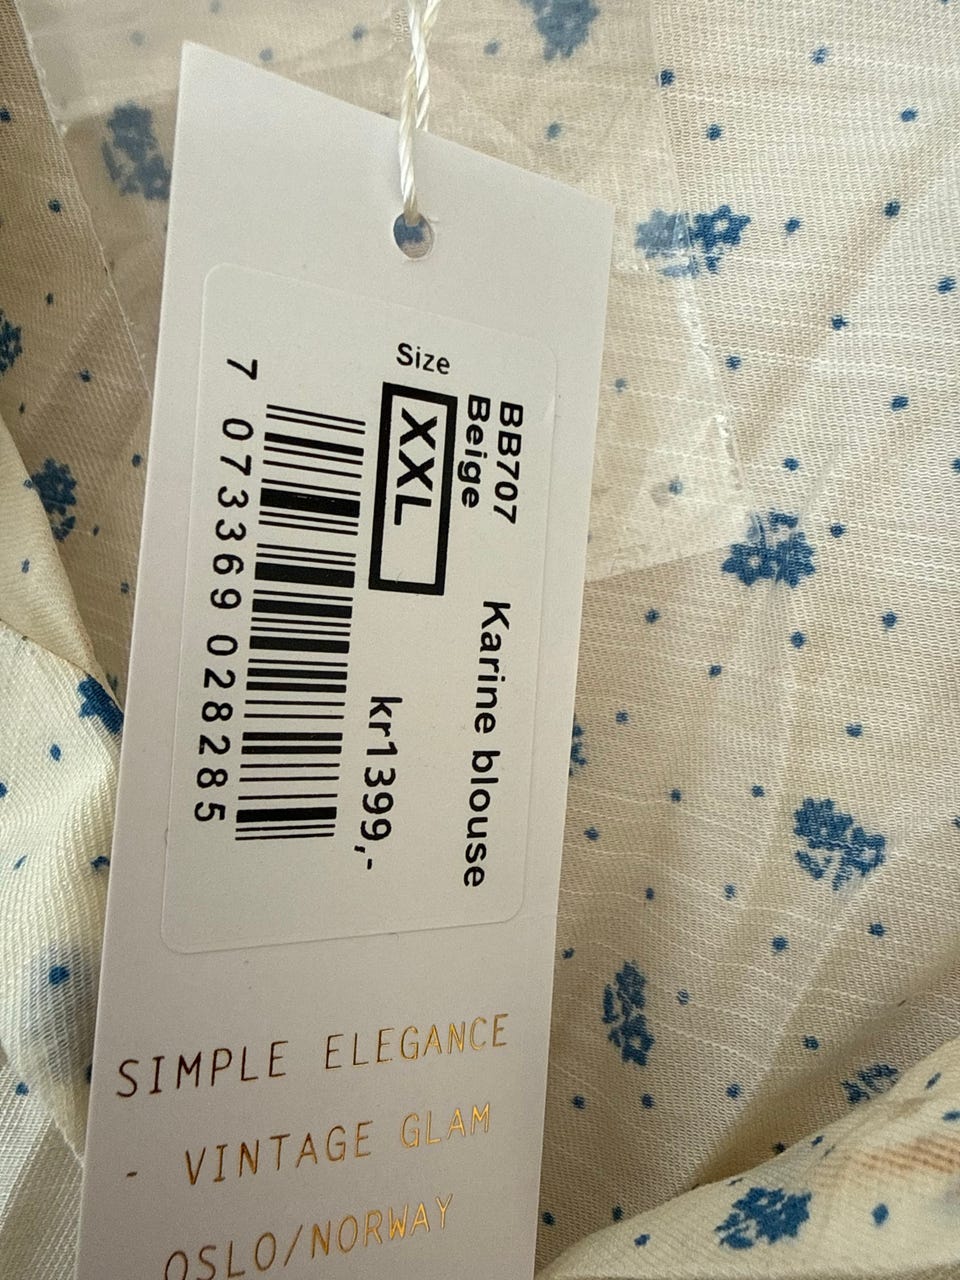 BB707 Karine blouse
Beige
Size
XXL
kr1399,-
7 073369 028285
SIMPLE ELEGANCE
- VINTAGE GLAM
OSLO/NORWAY